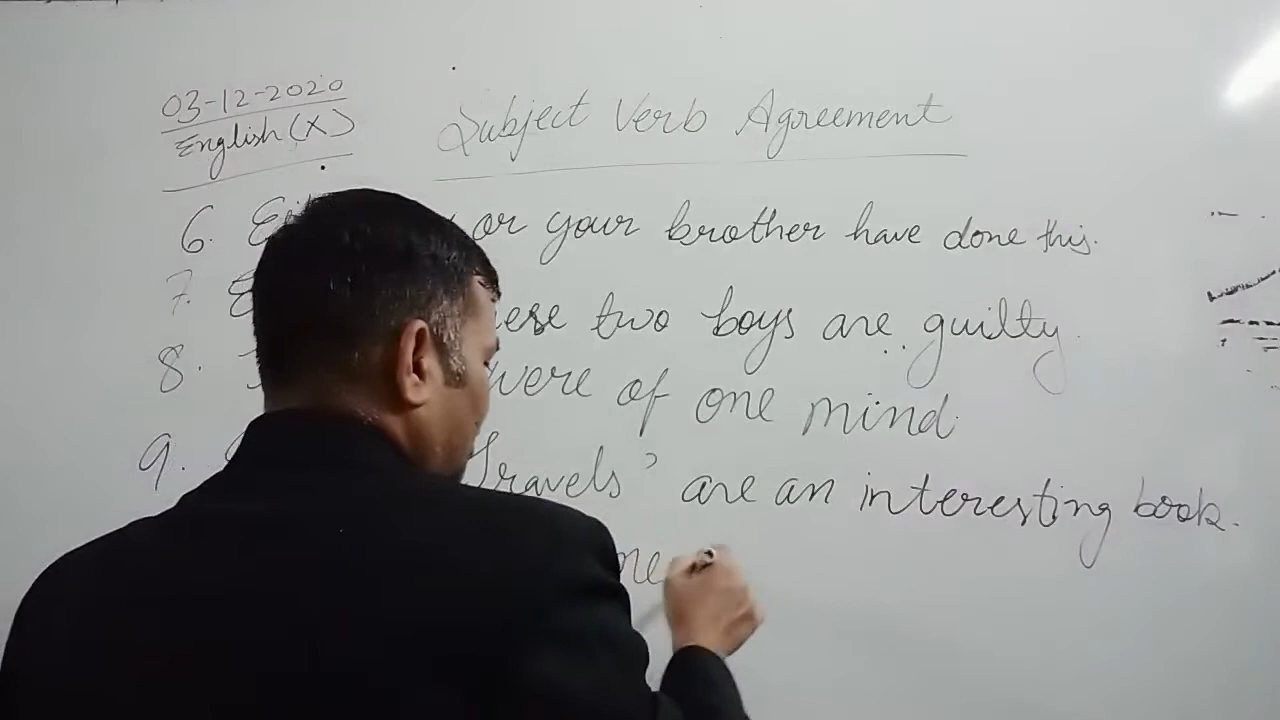 03-12-2020
English (X)
Subject Verb Agreement
6. or your brother have done this.
7. two boys are guilty.
8. were of one mind.
9. Travels' are an interesting book.